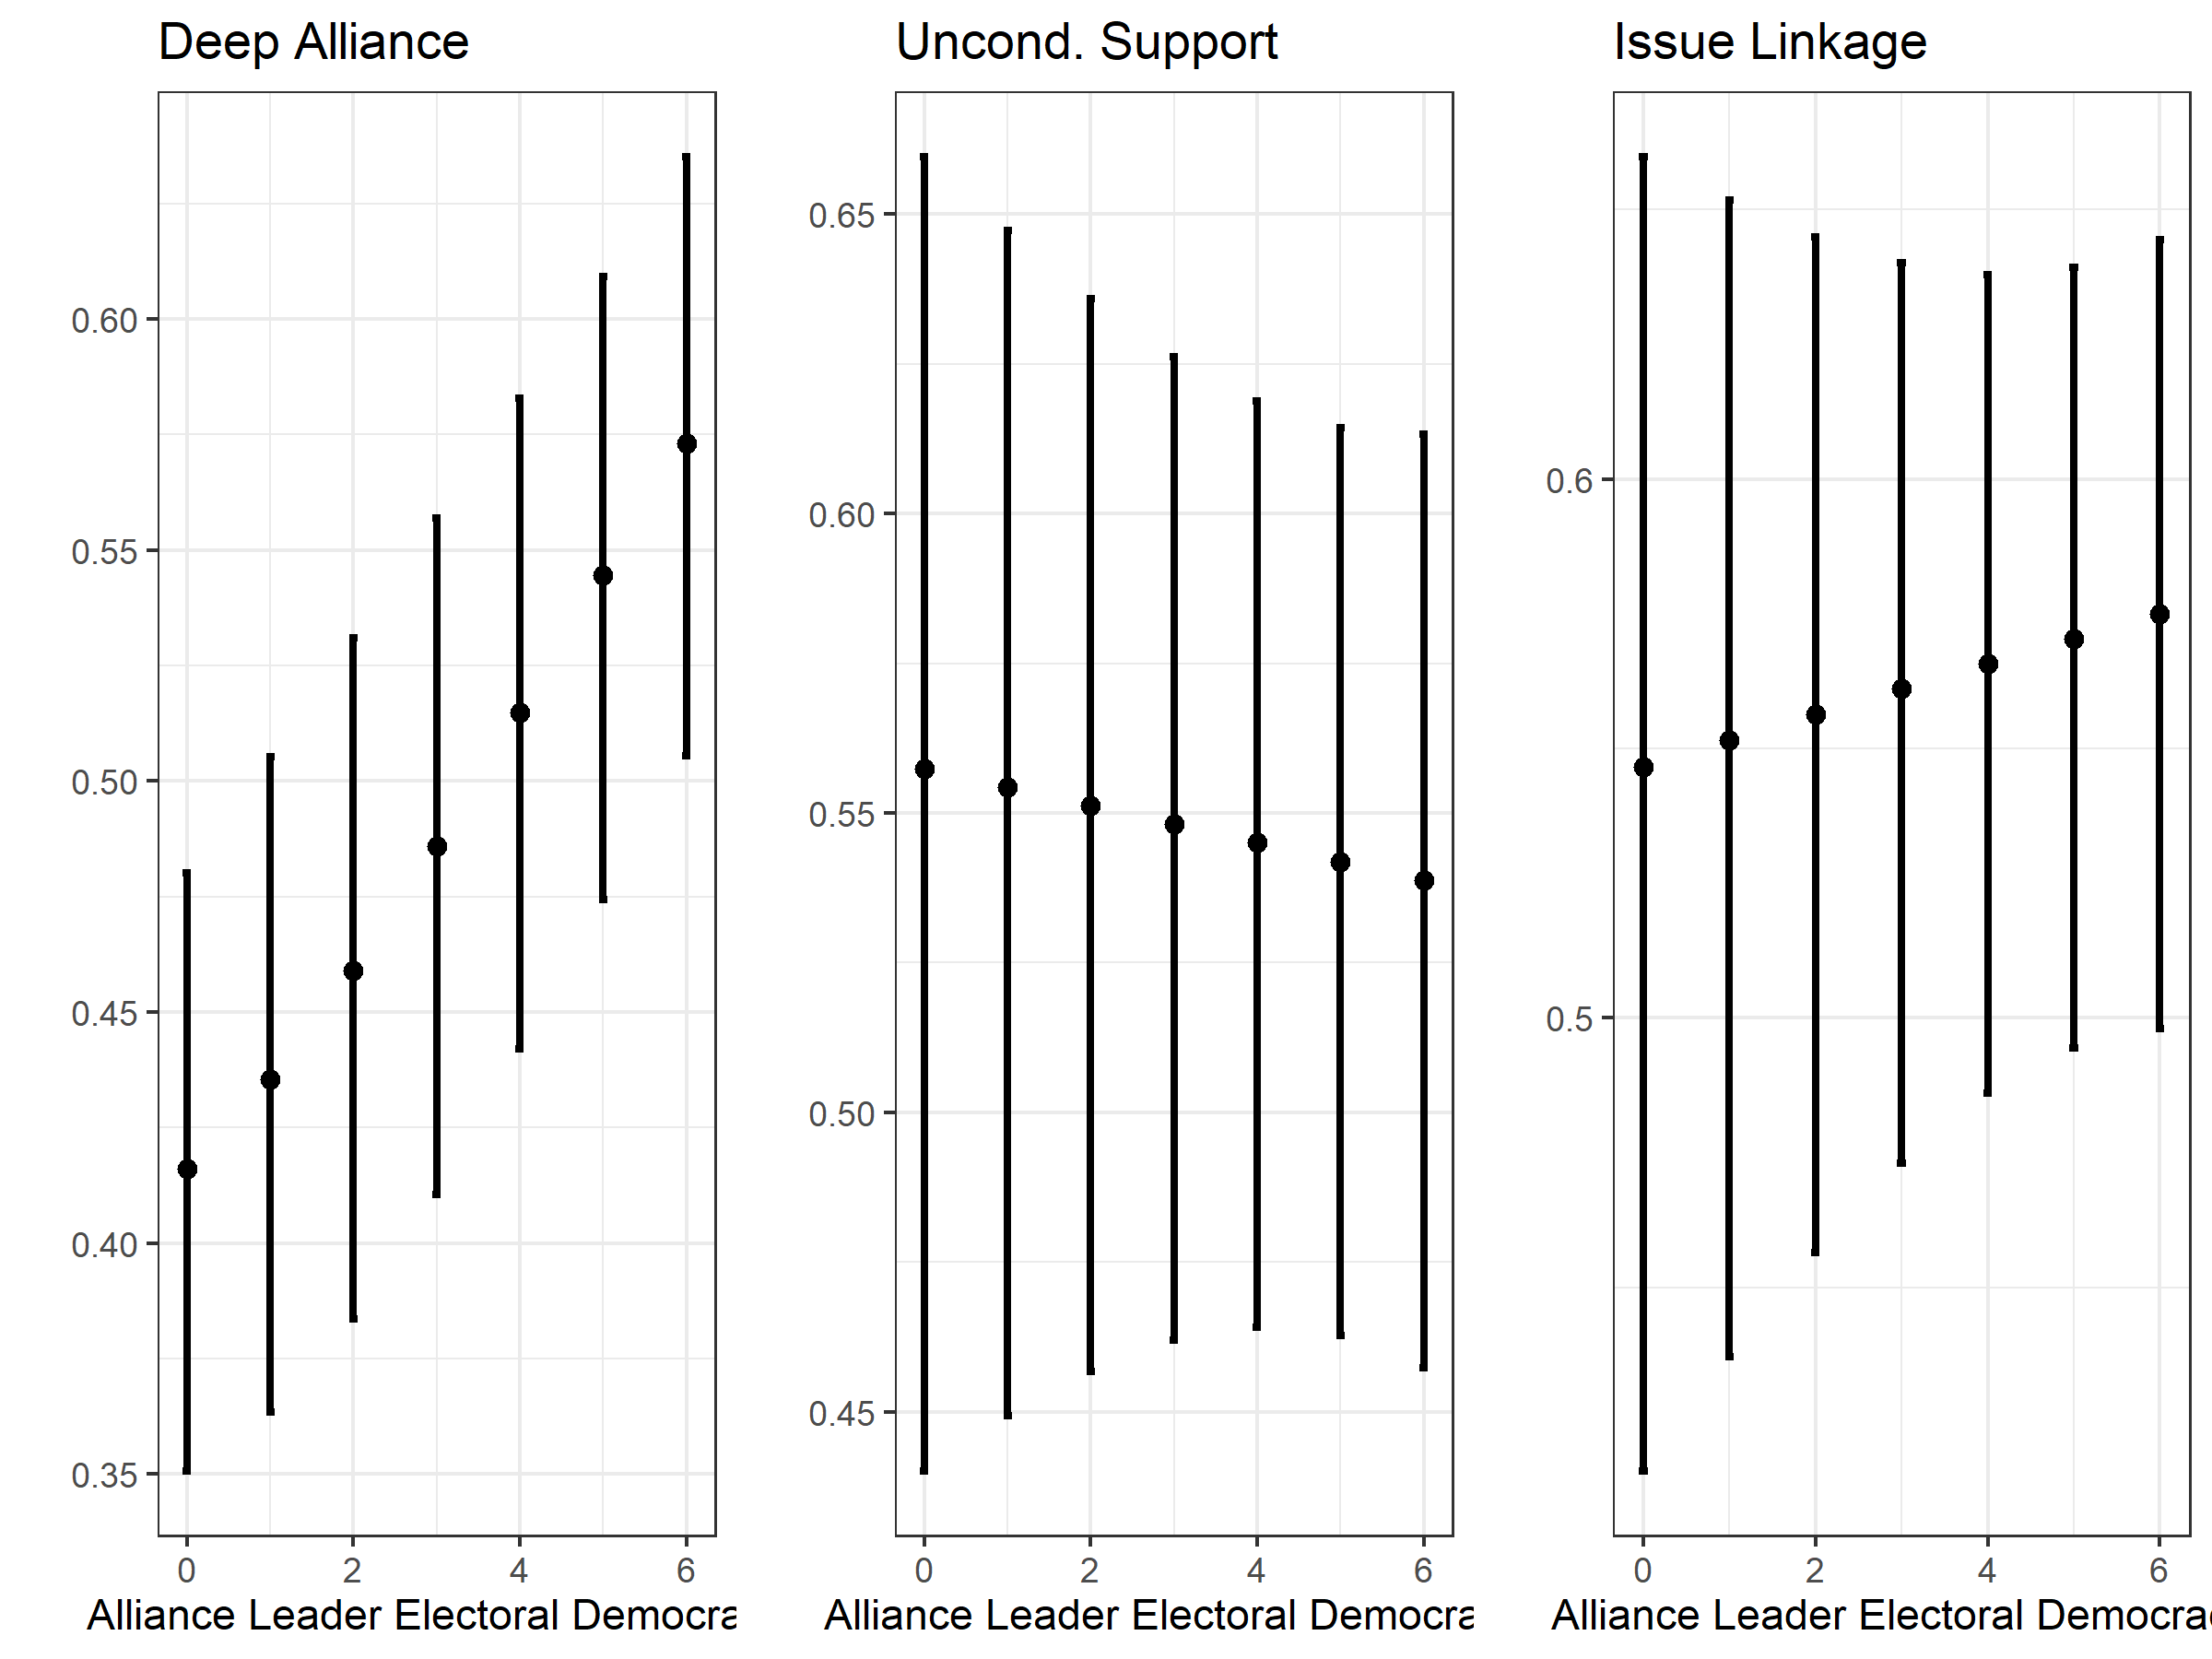 Deep Alliance
0.60
0.55
0.50
0.45
0.40
0.35
0 2 4 6
Alliance Leader Electoral Democra
Uncond. Support
0.65
0.60
0.55
0.50
0.45
0 2 4 6
Alliance Leader Electoral Democra
Issue Linkage
0.6
0.5
0 2 4 6
Alliance Leader Electoral Democrac